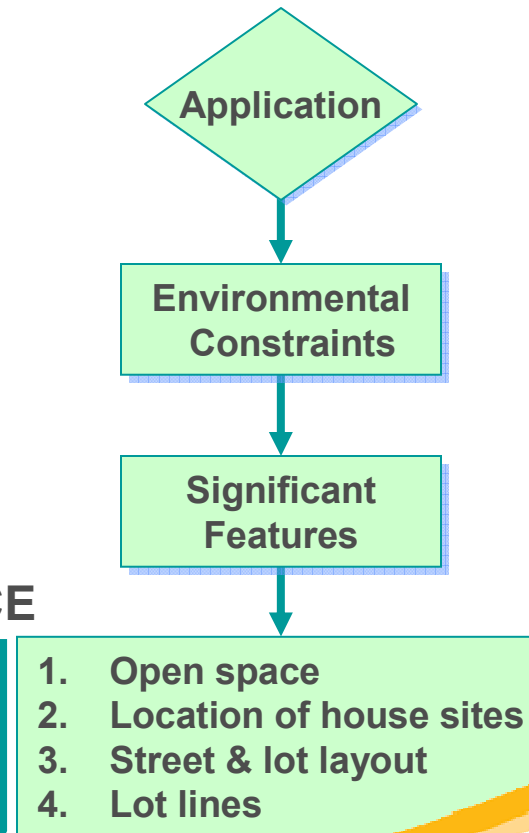 Application
Environmental
Constraints
Significant
Features
CE
1. Open space
2. Location of house sites
3. Street & lot layout
4. Lot lines